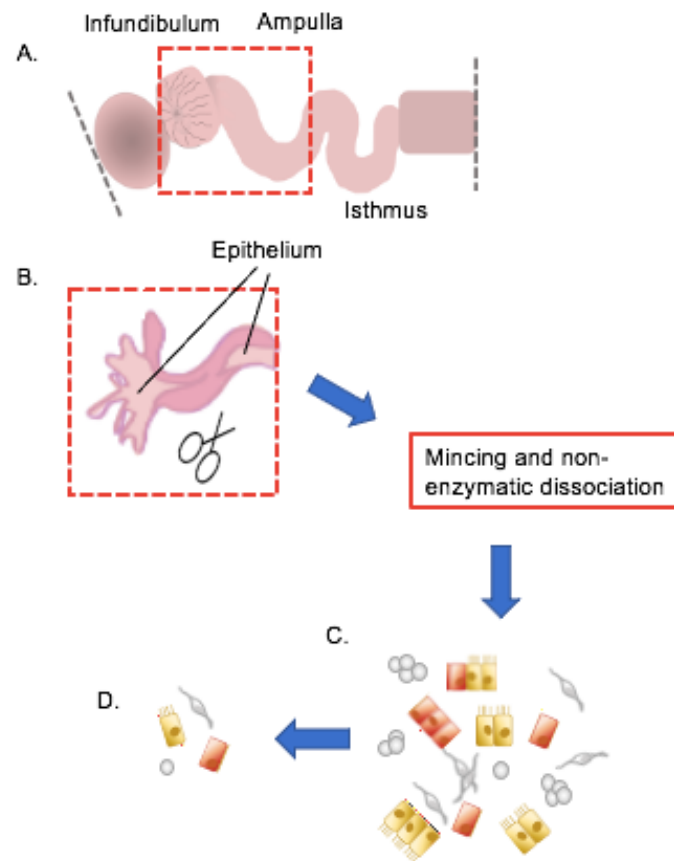 Infundibulum Ampulla
A.
Isthmus
Epithelium
B.
Mincing and non-
enzymatic dissociation
C.
D.